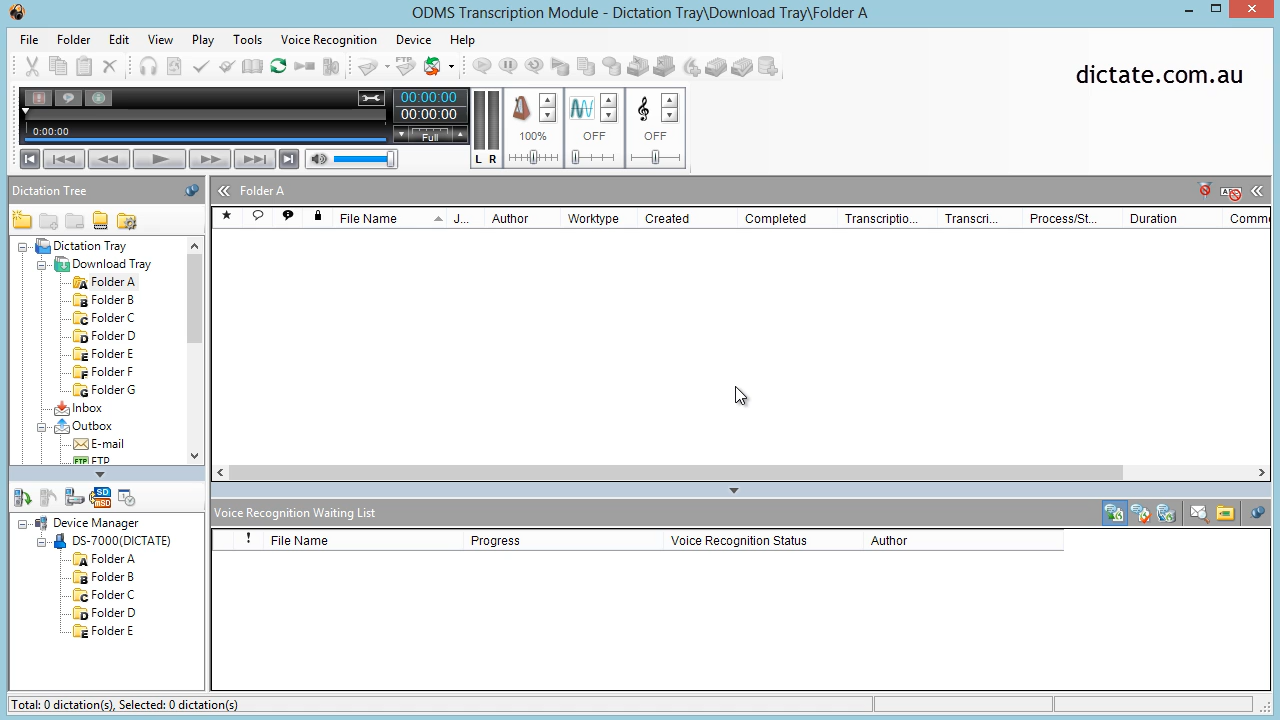 ODMS Transcription Module - Dictation Tray\Download Tray\Folder A
File Folder Edit View Play Tools Voice Recognition Device Help
dictate.com.au
00:00:00
00:00:00
0:00:00
Full
L R
100%
OFF
OFF
Dictation Tree
Folder A
File Name J... Author Worktype Created Completed Transcriptio... Transcri... Process/St... Duration Comme
Dictation Tray
Download Tray
Folder A
Folder B
Folder C
Folder D
Folder E
Folder F
Folder G
Inbox
Outbox
E-mail
FTP
Device Manager
DS-7000(DICTATE)
Folder A
Folder B
Folder C
Folder D
Folder E
Voice Recognition Waiting List
! File Name Progress Voice Recognition Status Author
Total: 0 dictation(s), Selected: 0 dictation(s)